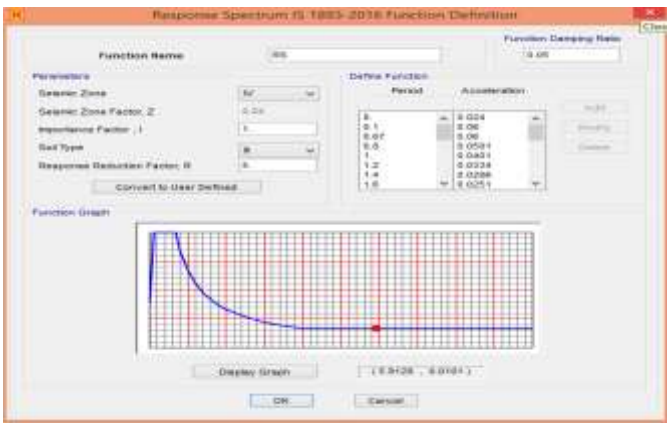 Response Spectrum IS 1893-2016 Function Definition
Close
Function Damping Ratio
Function Name RS 0.05
Parameters
Seismic Zone IV
Seismic Zone Factor, Z 0.24
Importance Factor , I 1.
Soil Type II
Response Reduction Factor, R 5.
Convert to User Defined
Define Function
Period Acceleration
0. 0.024
0.1 0.06
0.67 0.06
0.8 0.0501
1. 0.0401
1.2 0.0334
1.4 0.0286
1.6 0.0251
Add
Modify
Delete
Function Graph
Display Graph
OK Cancel